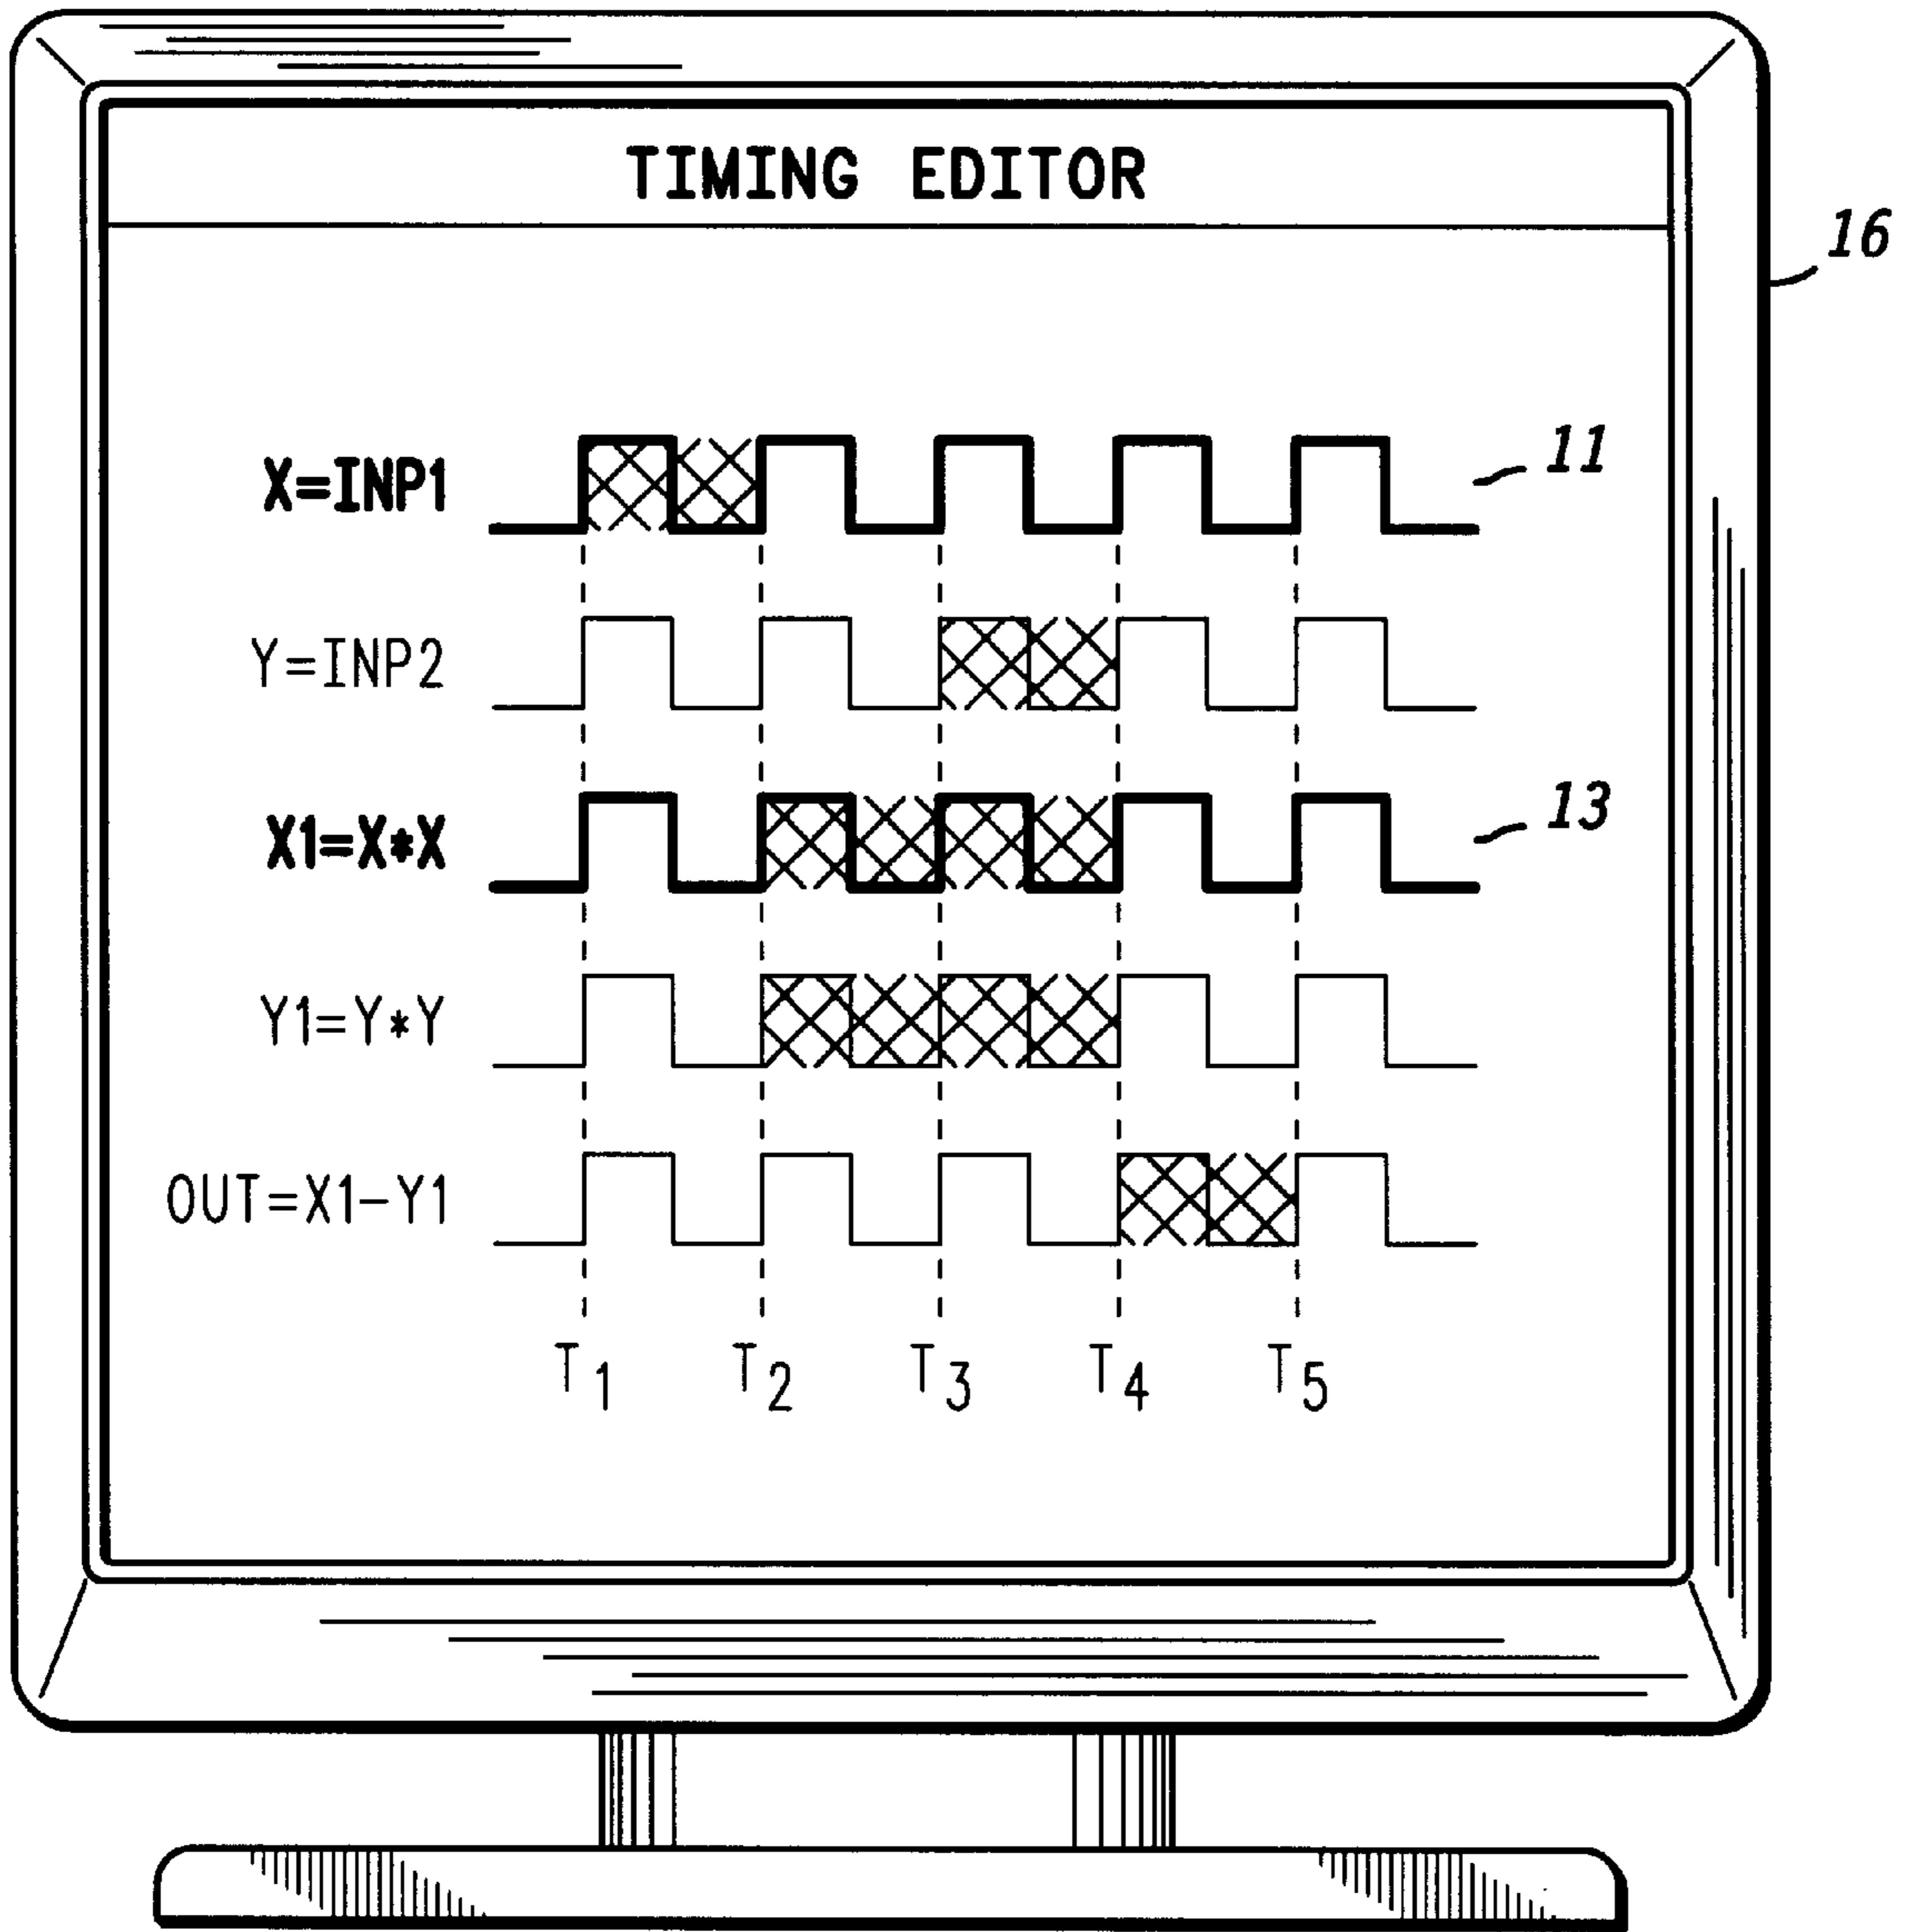 TIMING EDITOR
16
X=INP1
11
Y=INP2
X1=X*X
13
Y1=Y*Y
OUT=X1-Y1
T1 T2 T3 T4 T5